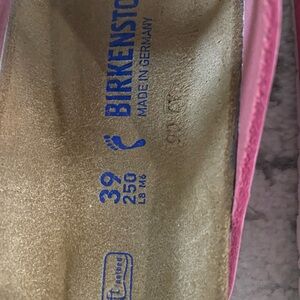 BIRKENSTO
MADE IN GERMANY
39
250
L8 M6